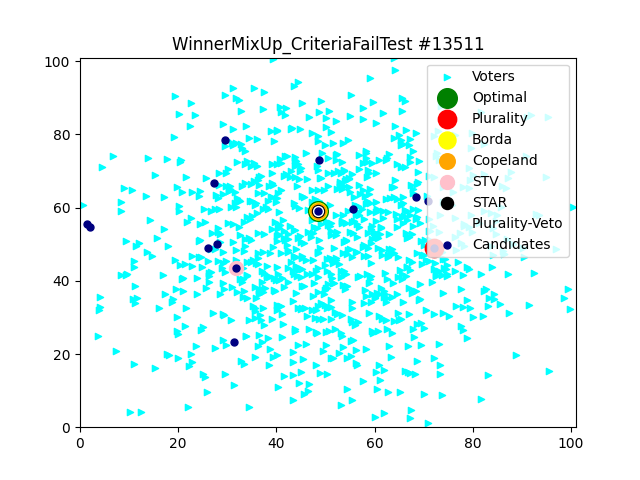 WinnerMixUp_CriteriaFailTest #13511
100
80
60
40
20
0
0
20
40
60
80
100
Voters
Optimal
Plurality
Borda
Copeland
STV
STAR
Plurality-Veto
Candidates